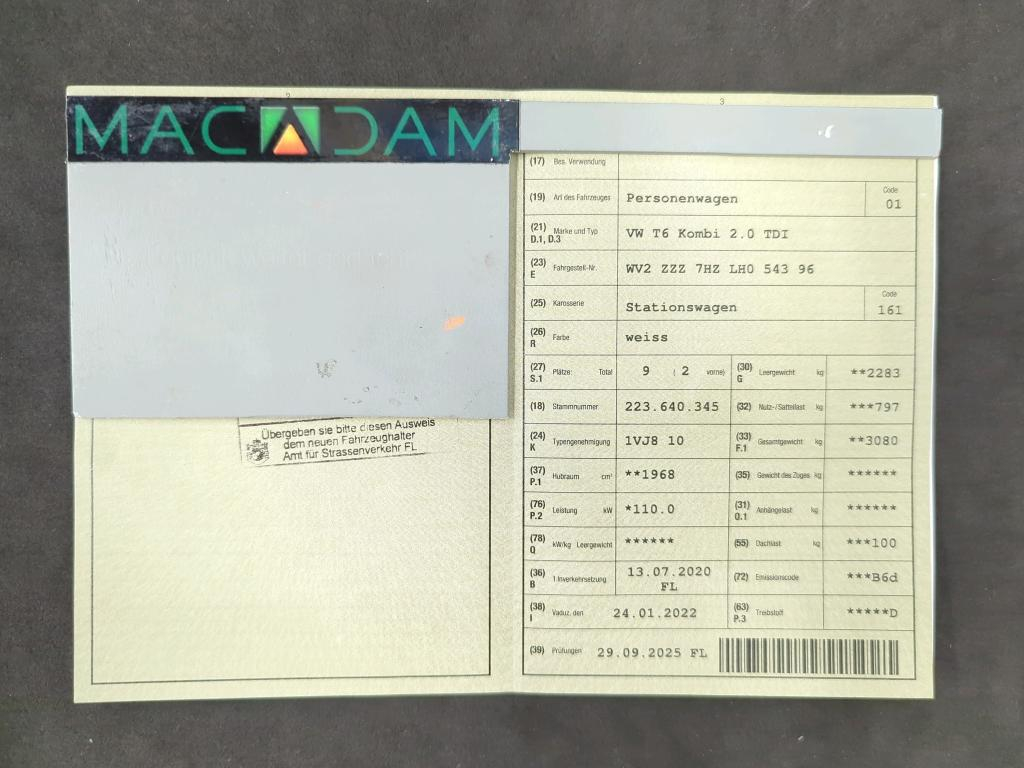 2
3
MACADAM
Übergeben sie bitte diesen Ausweis
dem neuen Fahrzeughalter
Amt für Strassenverkehr FL
(17) Bes. Verwendung
(19) Art des Fahrzeuges Personenwagen Code 01
(21) D.1, D.3 Marke und Typ VW T6 Kombi 2.0 TDI
(23) E Fahrgestell-Nr. WV2 ZZZ 7HZ LH0 543 96
(25) Karosserie Stationswagen Code 161
(26) R Farbe weiss
(27) S.1 Plätze: Total 9 ( 2 vorne) (30) G Leergewicht kg **2283
(18) Stammnummer 223.640.345 (32) Nutz-/Sattellast kg ***797
(24) K Typengenehmigung 1VJ8 10 (33) F.1 Gesamtgewicht kg **3080
(37) P.1 Hubraum cm³ **1968 (35) Gewicht des Zuges kg ******
(76) P.2 Leistung kW *110.0 (31) O.1 Anhängelast kg ******
(78) Q kW/kg Leergewicht ****** (55) Dachlast kg ***100
(36) B 1.Inverkehrsetzung 13.07.2020 FL (72) Emissionscode ***B6d
(38) I Vaduz, den 24.01.2022 (63) P.3 Treibstoff *****D
(39) Prüfungen 29.09.2025 FL